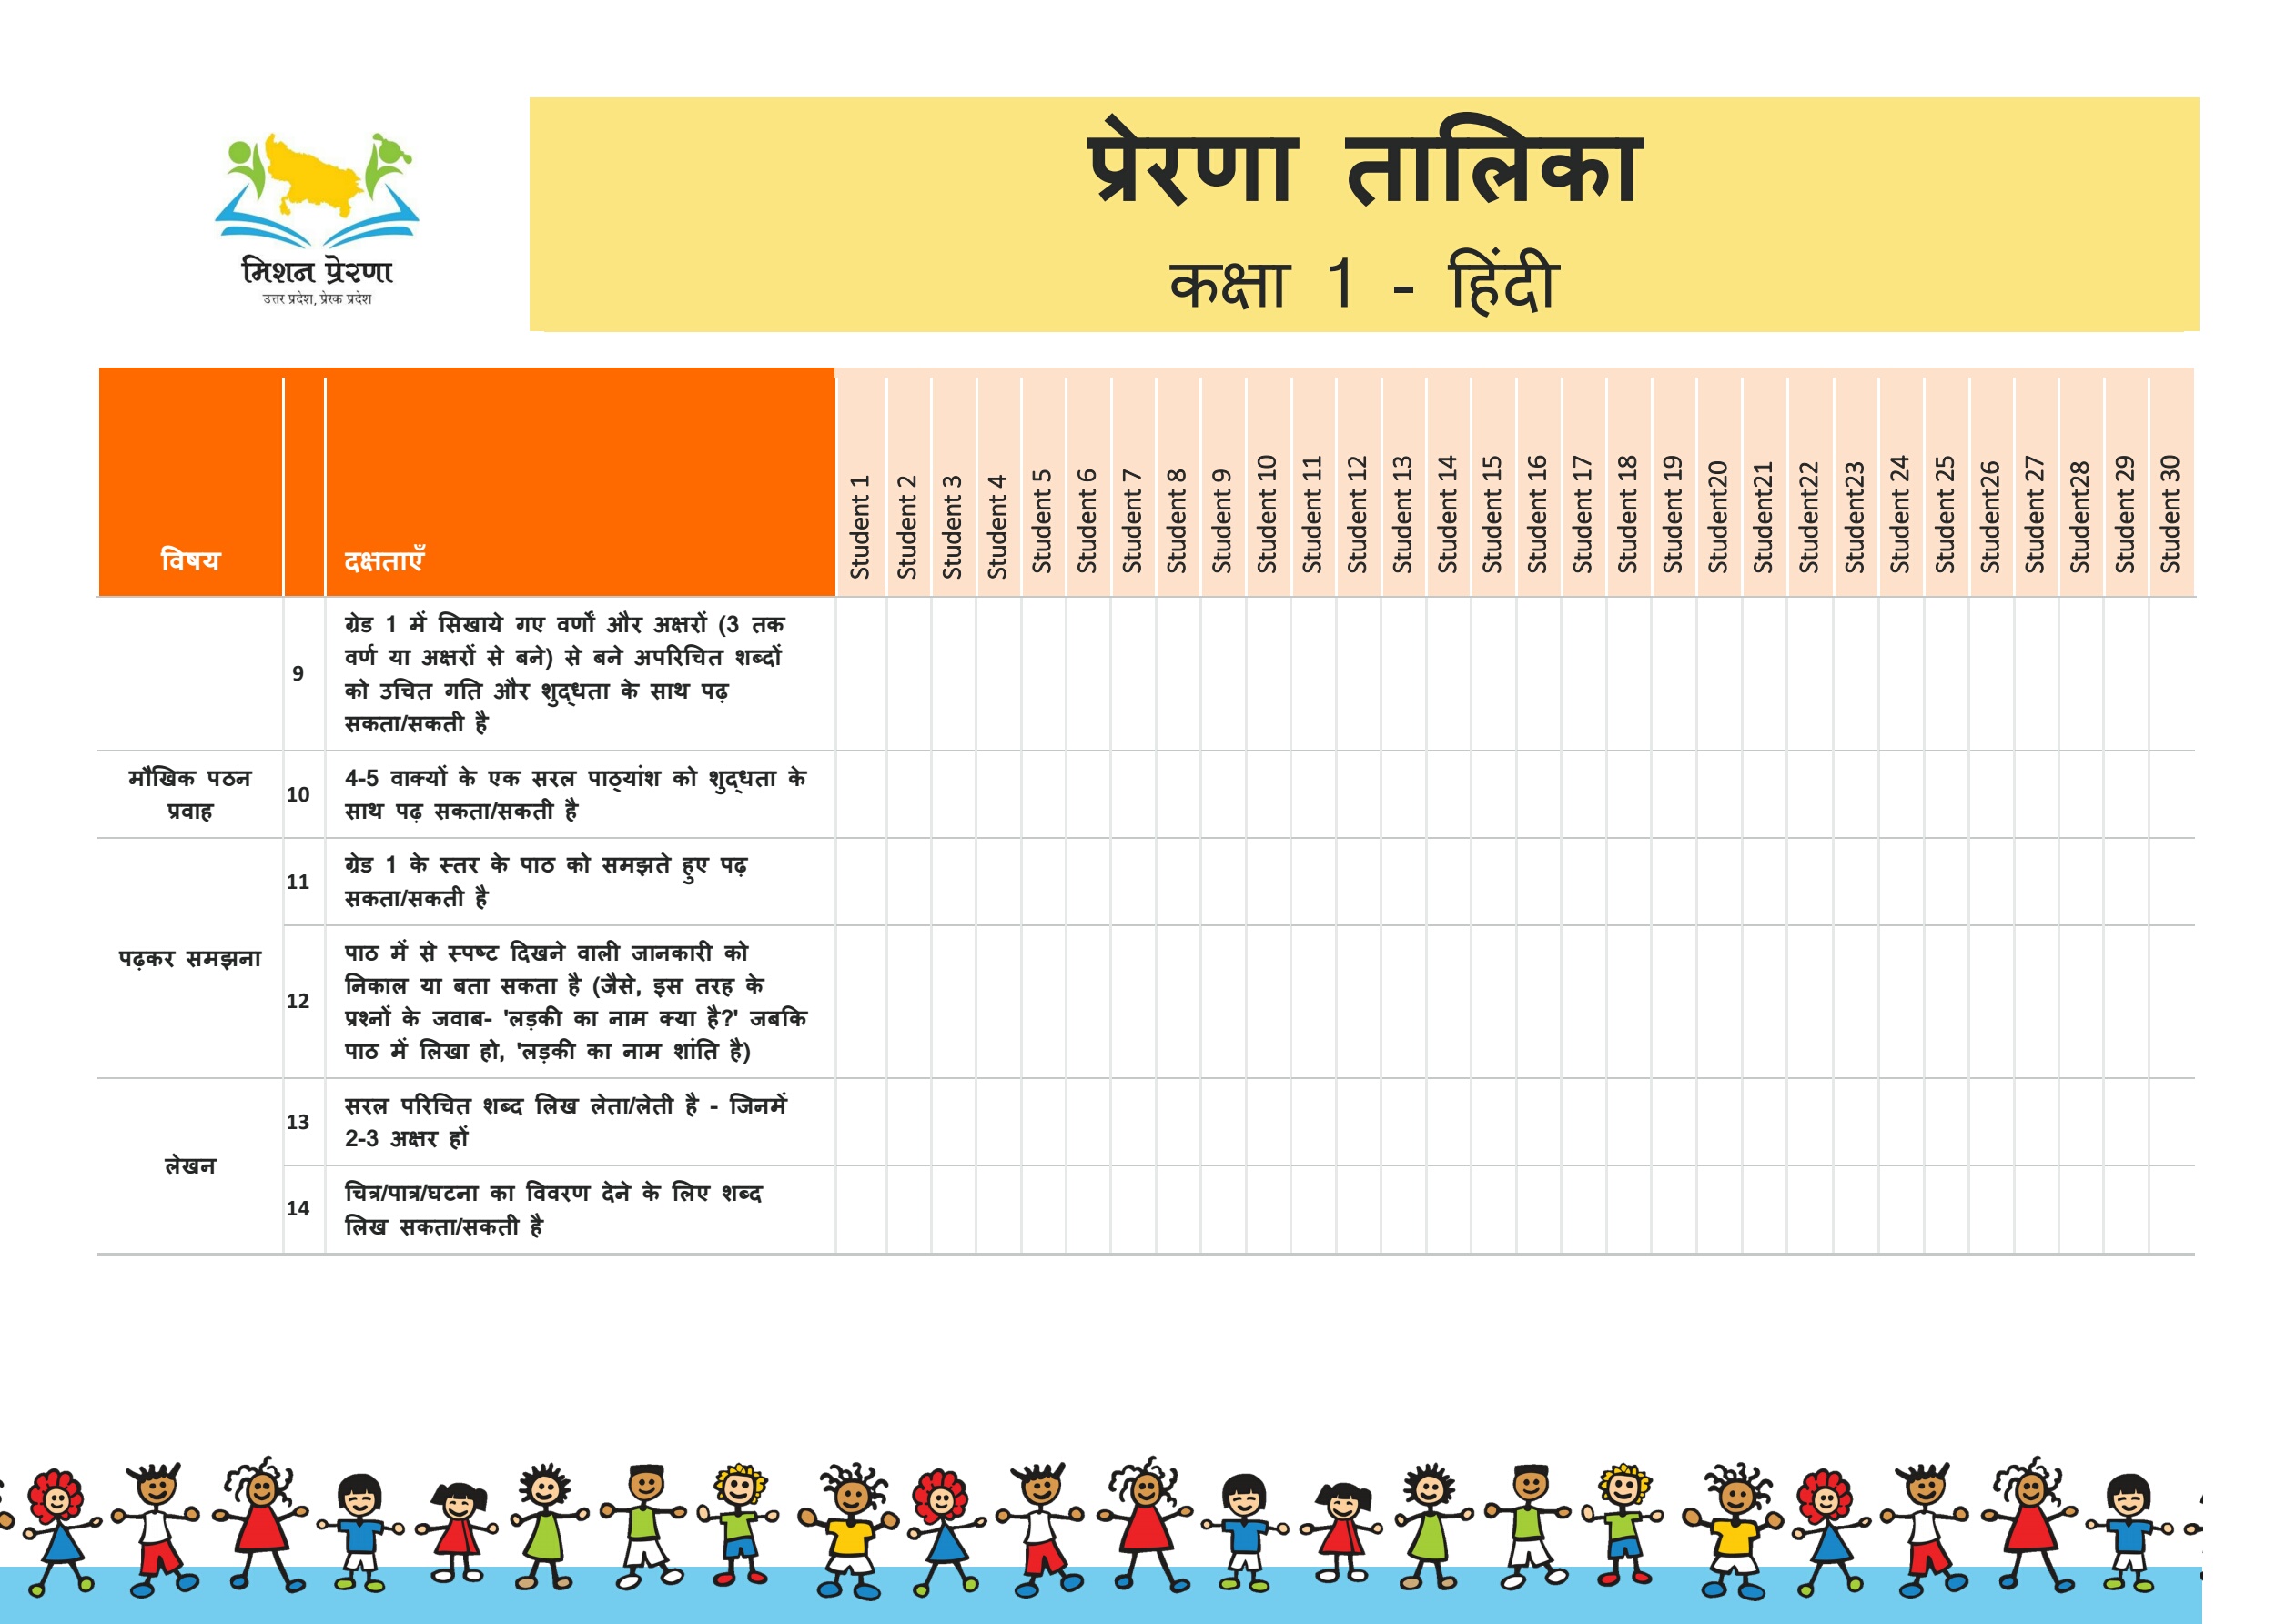 प्रेरणा तालिका
कक्षा 1 - हिंदी
मिशन प्रेरणा
उत्तर प्रदेश, प्रेरक प्रदेश
विषय
दक्षताएँ
Student 1
Student 2
Student 3
Student 4
Student 5
Student 6
Student 7
Student 8
Student 9
Student 10
Student 11
Student 12
Student 13
Student 14
Student 15
Student 16
Student 17
Student 18
Student 19
Student20
Student21
Student22
Student23
Student 24
Student 25
Student26
Student 27
Student28
Student 29
Student 30
9
ग्रेड 1 में सिखाये गए वर्णों और अक्षरों (3 तक
वर्ण या अक्षरों से बने) से बने अपरिचित शब्दों
को उचित गति और शुद्धता के साथ पढ़
सकता/सकती है
मौखिक पठन
प्रवाह
10
4-5 वाक्यों के एक सरल पाठ्यांश को शुद्धता के
साथ पढ़ सकता/सकती है
पढ़कर समझना
11
ग्रेड 1 के स्तर के पाठ को समझते हुए पढ़
सकता/सकती है
12
पाठ में से स्पष्ट दिखने वाली जानकारी को
निकाल या बता सकता है (जैसे, इस तरह के
प्रश्नों के जवाब- 'लड़की का नाम क्या है?' जबकि
पाठ में लिखा हो, 'लड़की का नाम शांति है)
लेखन
13
सरल परिचित शब्द लिख लेता/लेती है - जिनमें
2-3 अक्षर हों
14
चित्र/पात्र/घटना का विवरण देने के लिए शब्द
लिख सकता/सकती है